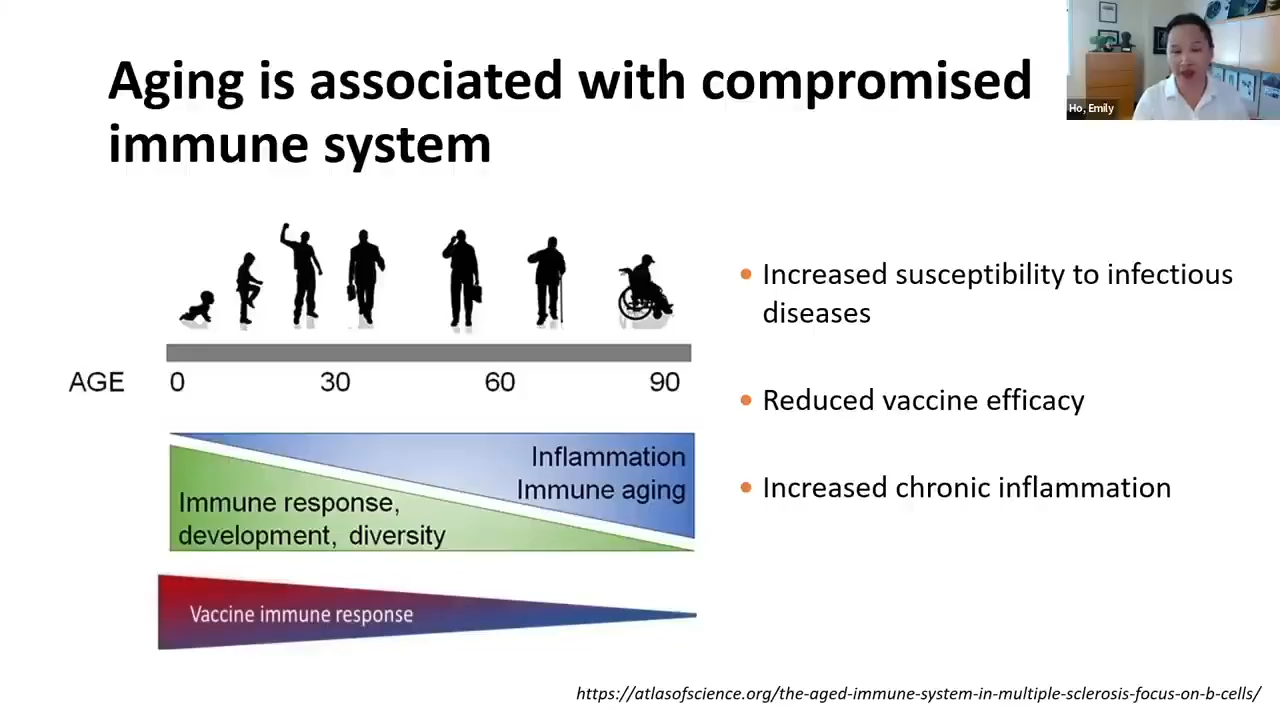 Aging is associated with compromised
immune system
Ho, Emily
AGE 0 30 60 90
Inflammation
Immune aging
Immune response,
development, diversity
Vaccine immune response
• Increased susceptibility to infectious
diseases
• Reduced vaccine efficacy
• Increased chronic inflammation
https://atlasofscience.org/the-aged-immune-system-in-multiple-sclerosis-focus-on-b-cells/